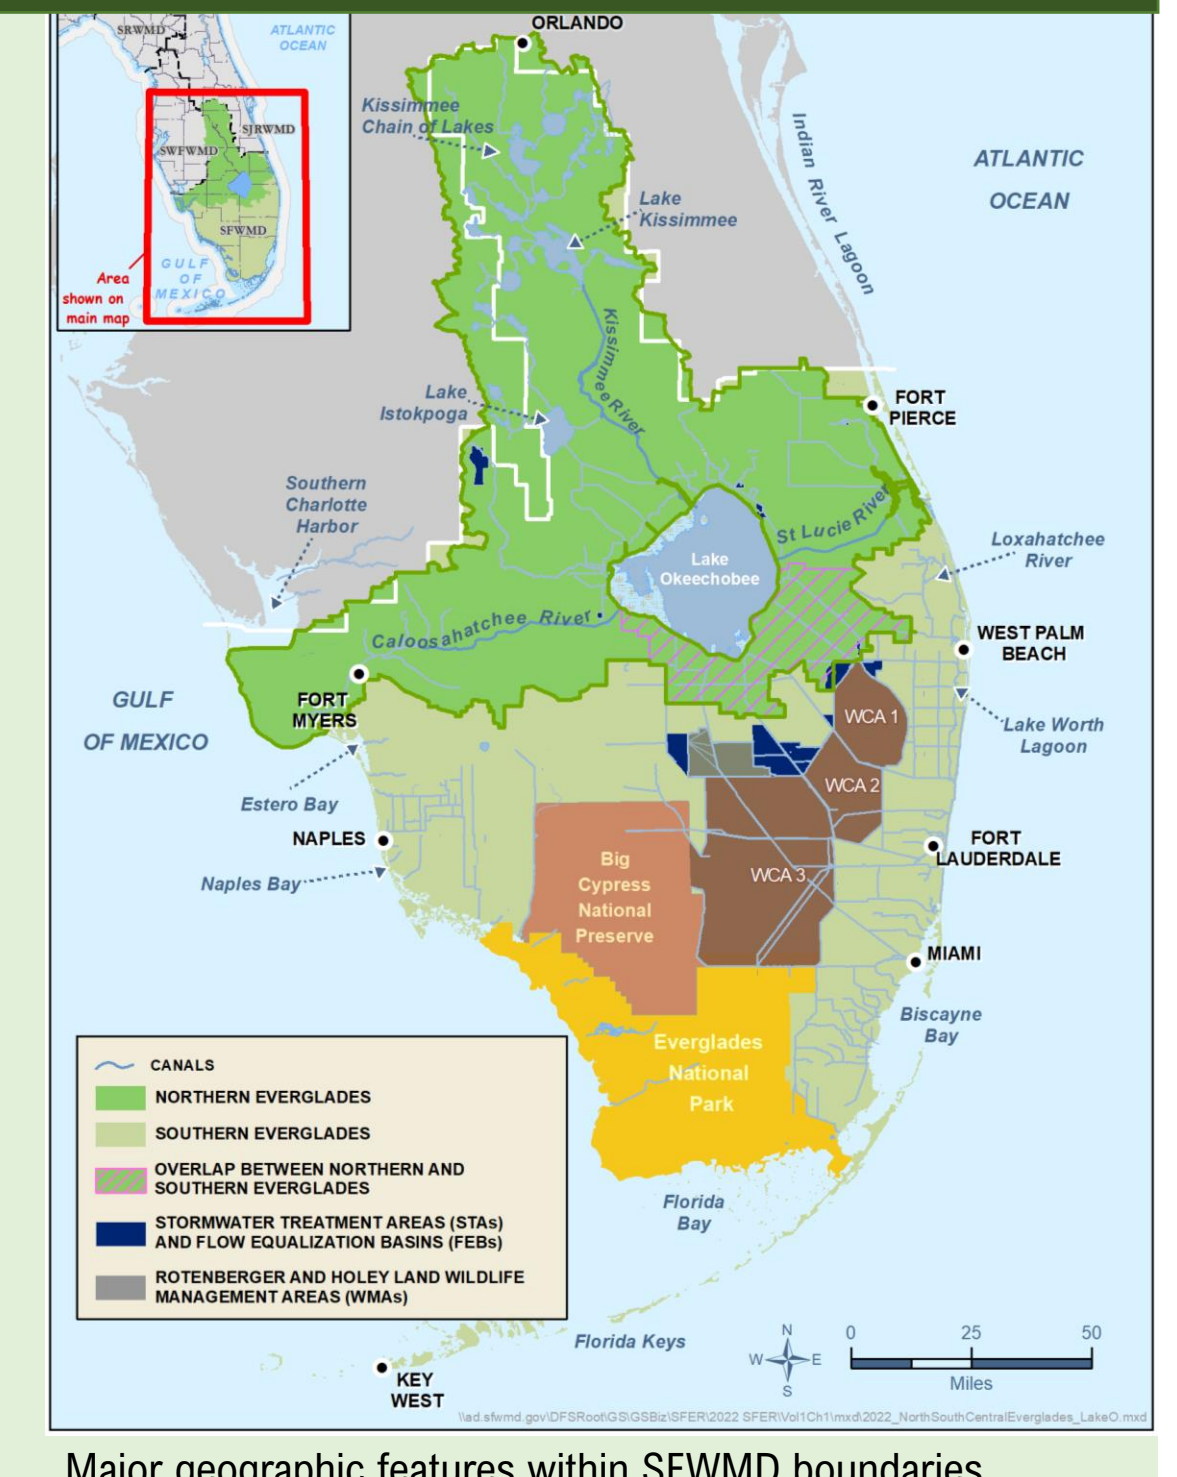 SRWMD
ATLANTIC
OCEAN
SJRWMD
SWFWMD
SFWMD
GULF
OF
MEXICO
Area
shown on
main map
ORLANDO
Kissimmee
Chain of Lakes
Lake
Kissimmee
Indian River Lagoon
ATLANTIC
OCEAN
Kissimmee River
Lake
Istokpoga
FORT
PIERCE
Southern
Charlotte
Harbor
St Lucie River
Loxahatchee
River
Lake
Okeechobee
Caloosahatchee River
WEST PALM
BEACH
GULF
OF MEXICO
FORT
MYERS
WCA 1
Lake Worth
Lagoon
WCA 2
Estero Bay
NAPLES
FORT
LAUDERDALE
Naples Bay
Big
Cypress
National
Preserve
WCA 3
MIAMI
Biscayne
Bay
Everglades
National
Park
CANALS
NORTHERN EVERGLADES
SOUTHERN EVERGLADES
OVERLAP BETWEEN NORTHERN AND
SOUTHERN EVERGLADES
STORMWATER TREATMENT AREAS (STAs)
AND FLOW EQUALIZATION BASINS (FEBs)
ROTENBERGER AND HOLEY LAND WILDLIFE
MANAGEMENT AREAS (WMAs)
Florida
Bay
Florida Keys
KEY
WEST
N
W E
S
0 25 50
Miles
\\ad.sfwmd.gov\DFSRoot\GS\GSBiz\SFER\2022 SFER\Vol1Ch1\mxd\2022_NorthSouthCentralEverglades_LakeO.mxd
Major geographic features within SFWMD boundaries